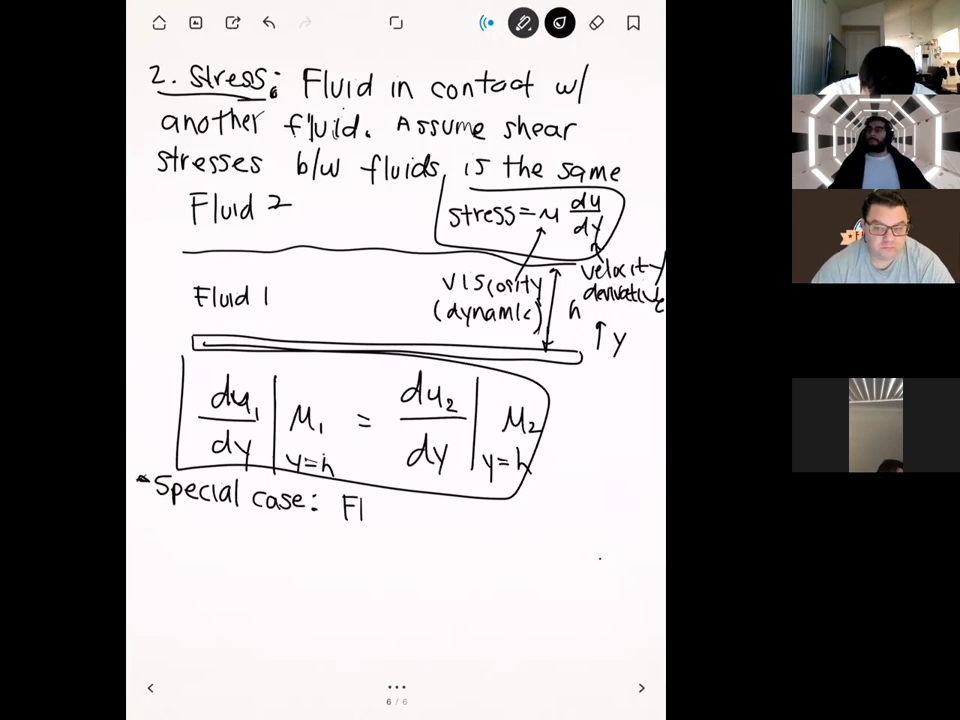 2. Stress: Fluid in contact w/
another fluid. Assume shear
stresses b/w fluids is the same
Fluid 2
stress = μ du/dy
Fluid 1
viscosity
(dynamic)
velocity
derivative
h
↑ y
du₁/dy | y=h μ₁ = du₂/dy | y=h μ₂
*Special case: Fl
6 / 6